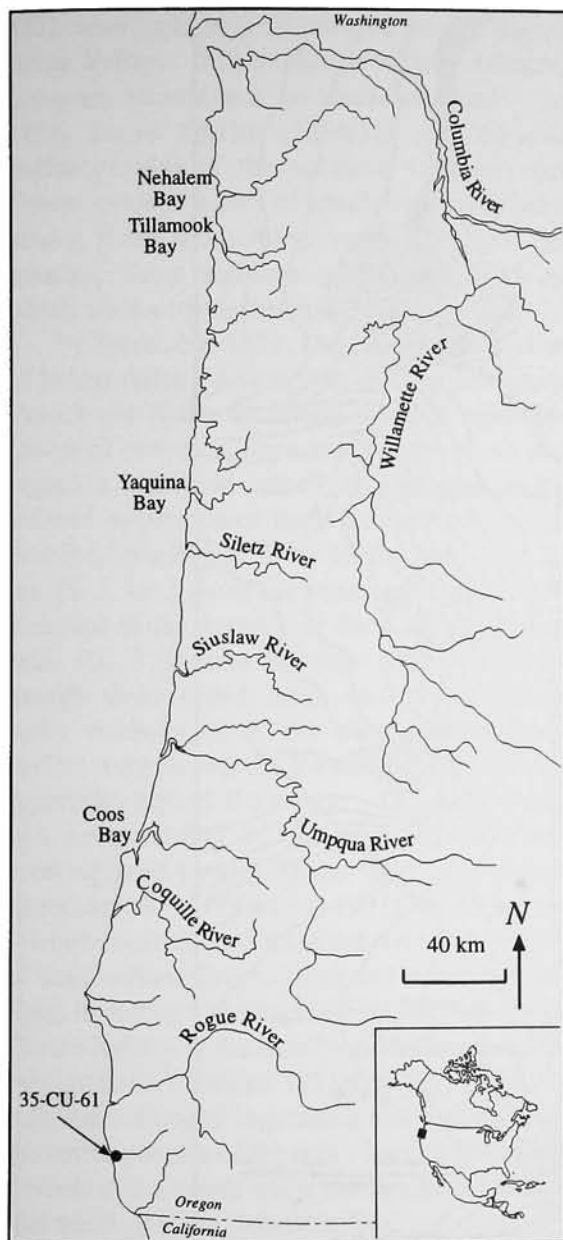 Washington
Columbia River
Nehalem
Bay
Tillamook
Bay
Willamette River
Yaquina
Bay
Siletz River
Siuslaw River
Coos
Bay
Umpqua River
Coquille River
N
40 km
Rogue River
35-CU-61
Oregon
California